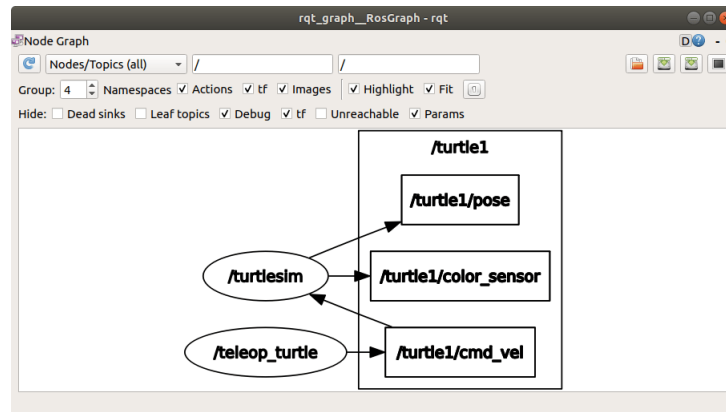 rqt_graph__RosGraph - rqt
Node Graph
D -
Nodes/Topics (all) / /
Group: 4 Namespaces Actions tf Images Highlight Fit
Hide: Dead sinks Leaf topics Debug tf Unreachable Params
/turtle1
/turtle1/pose
/turtlesim
/turtle1/color_sensor
/teleop_turtle
/turtle1/cmd_vel